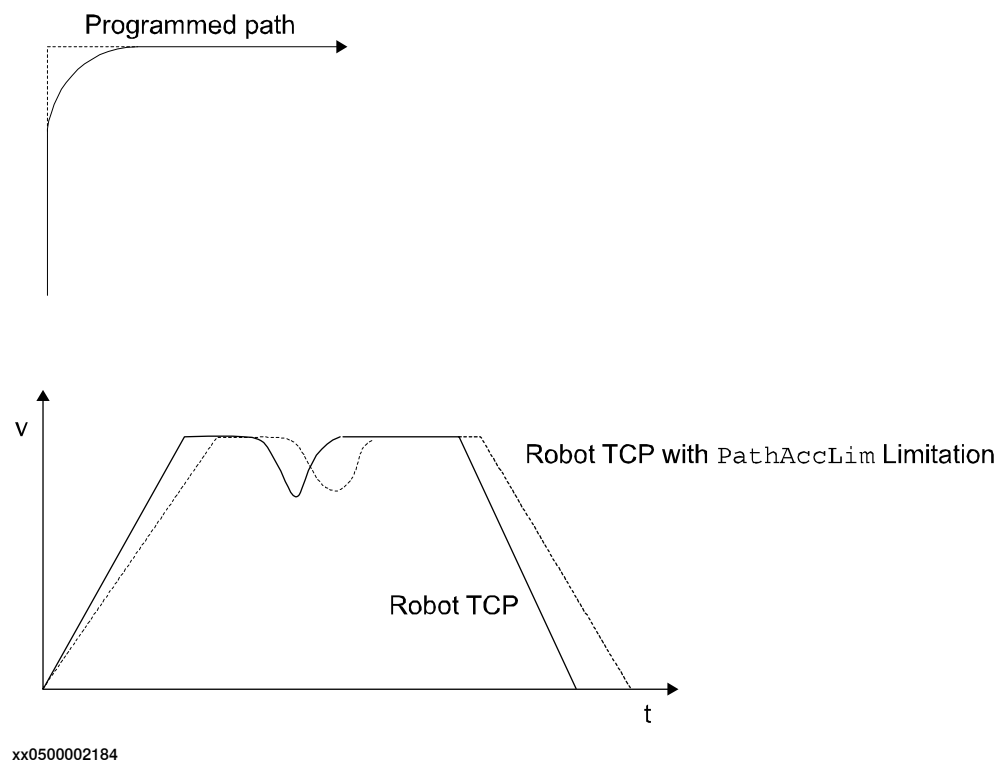 Programmed path
v
Robot TCP with PathAccLim Limitation
Robot TCP
t
xx0500002184